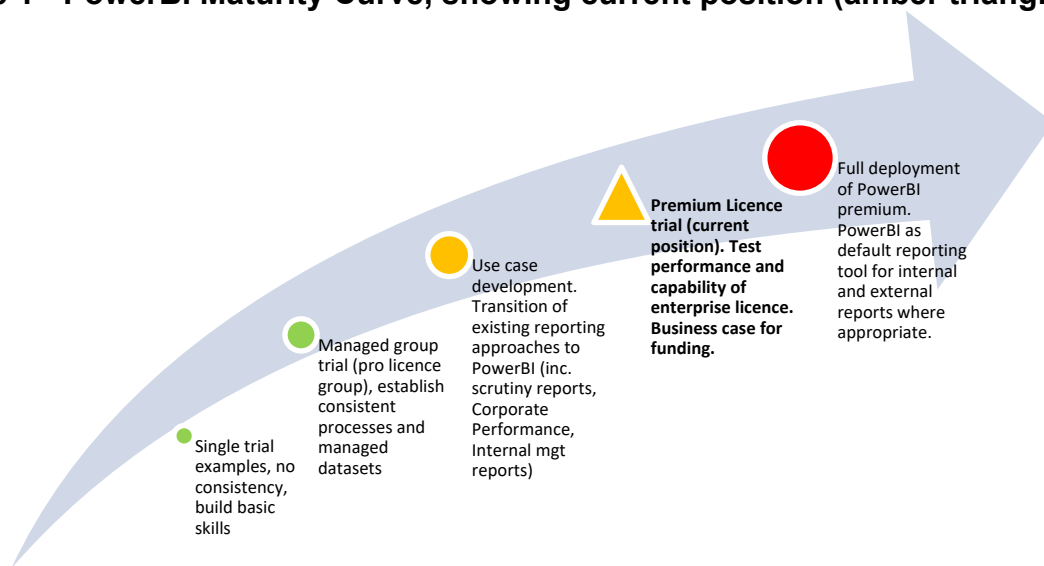 1 - PowerBI Maturity Curve, showing current position (amber
Single trial
examples, no
consistency,
build basic
skills
Managed group
trial (pro licence
group), establish
consistent
processes and
managed
datasets
Use case
development.
Transition of
existing reporting
approaches to
PowerBI (inc.
scrutiny reports,
Corporate
Performance,
Internal mgt
reports)
Premium Licence
trial (current
position). Test
performance and
capability of
enterprise licence.
Business case for
funding.
Full deployment
of PowerBI
premium.
PowerBI as
default reporting
tool for internal
and external
reports where
appropriate.